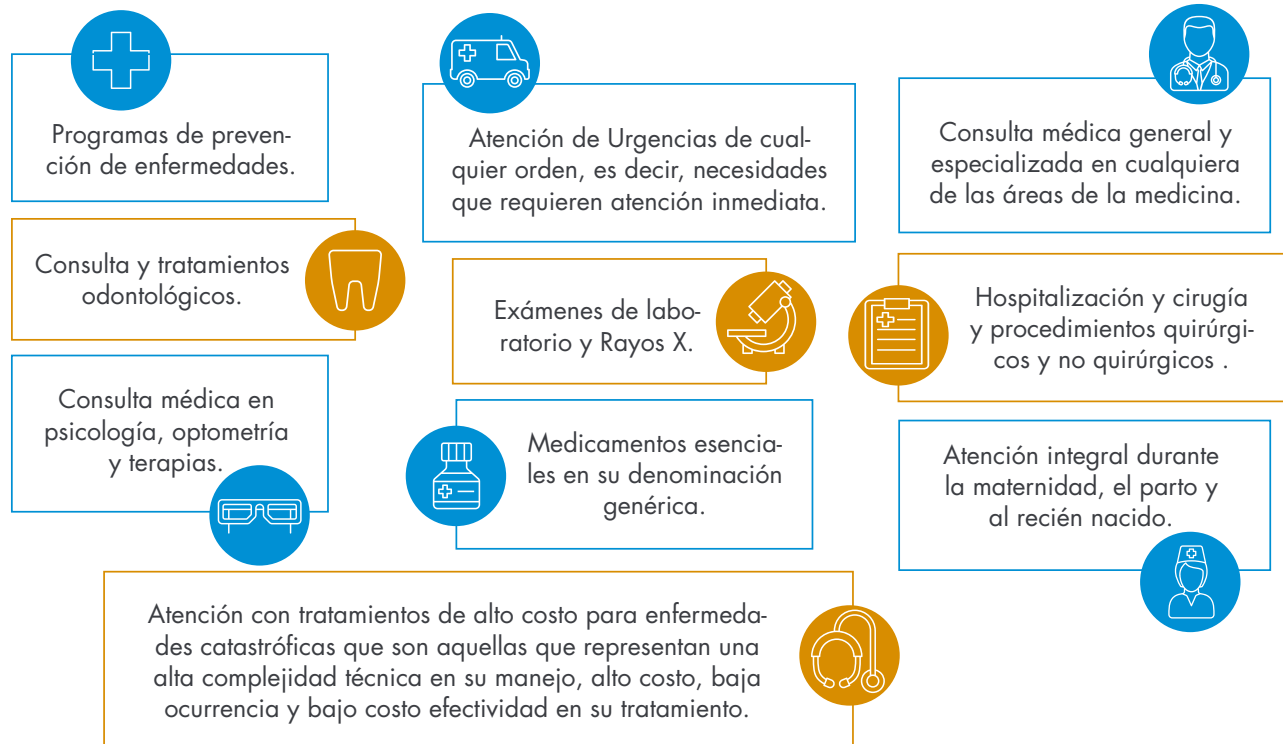 Programas de preven-
ción de enfermedades.
Atención de Urgencias de cual-
quier orden, es decir, necesidades
que requieren atención inmediata.
Consulta médica general y
especializada en cualquiera
de las áreas de la medicina.
Consulta y tratamientos
odontológicos.
Exámenes de labo-
ratorio y Rayos X.
Hospitalización y cirugía
y procedimientos quirúrgi-
cos y no quirúrgicos .
Consulta médica en
psicología, optometría
y terapias.
Medicamentos esencia-
les en su denominación
genérica.
Atención integral durante
la maternidad, el parto y
al recién nacido.
Atención con tratamientos de alto costo para enfermeda-
des catastróficas que son aquellas que representan una
alta complejidad técnica en su manejo, alto costo, baja
ocurrencia y bajo costo efectividad en su tratamiento.